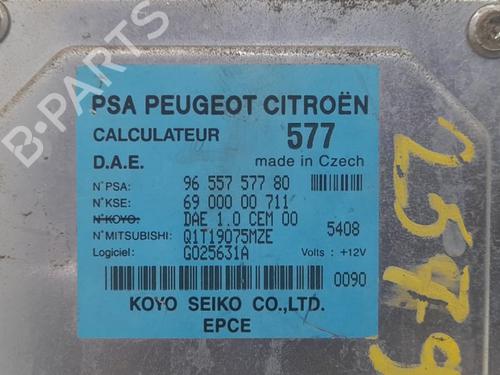 B-PARTS
PSA PEUGEOT CITROËN
CALCULATEUR 577
D.A.E. made in Czech
N°PSA: 96 557 577 80
N°KSE: 69 000 00 711
N°KOYO: DAE 1.0 CEM 00
N°MITSUBISHI: Q1T19075MZE 5408
Logiciel: G025631A Volts : +12V
0090
KOYO SEIKO CO.,LTD.
EPCE
2579